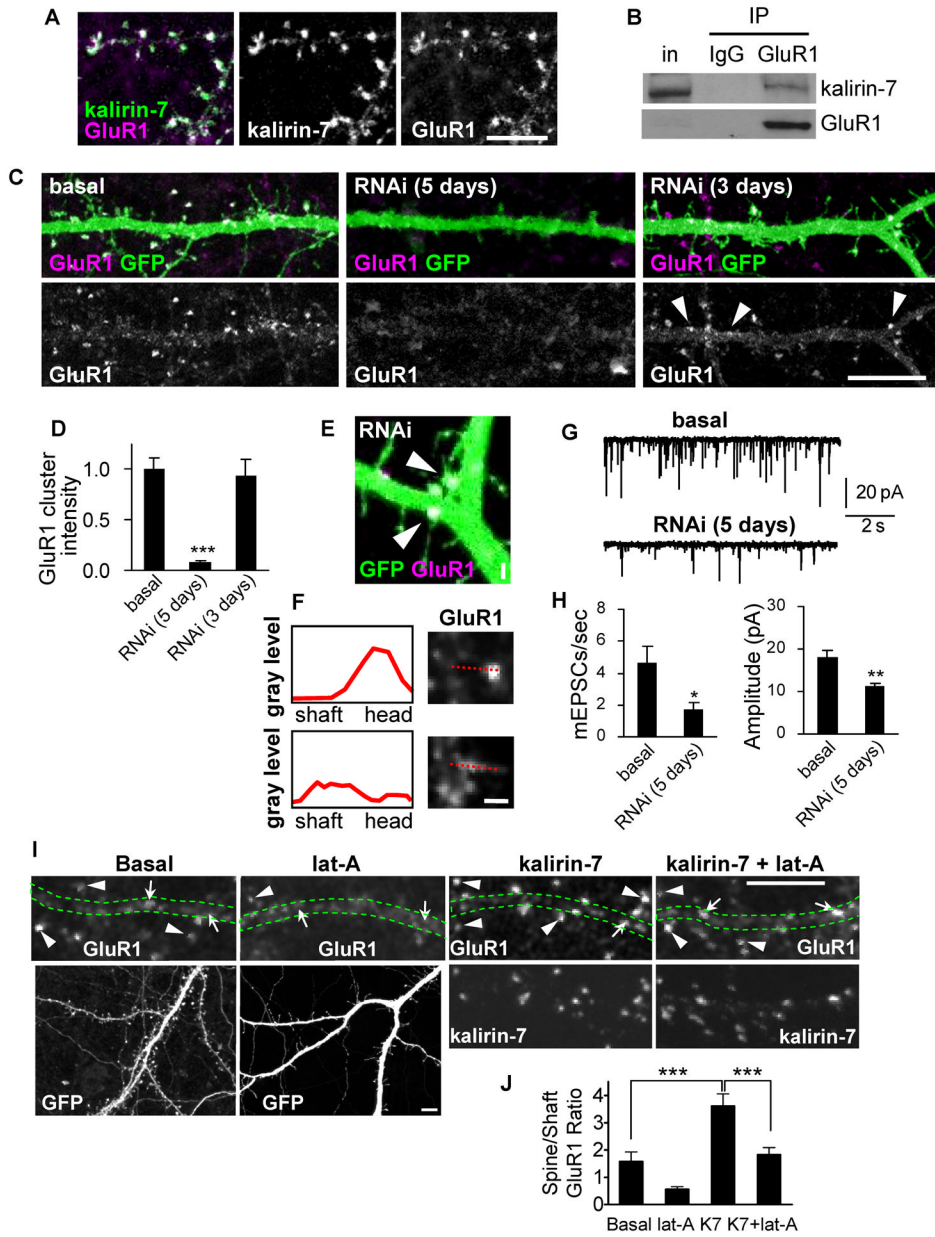 A
kalirin-7
GluR1
kalirin-7
GluR1
B
IP
in IgG GluR1
kalirin-7
GluR1
C
basal
GluR1 GFP
GluR1
RNAi (5 days)
GluR1 GFP
GluR1
RNAi (3 days)
GluR1 GFP
GluR1
D
GluR1 cluster
intensity
1.0
0.5
0.0
***
basal
RNAi (5 days)
RNAi (3 days)
E
RNAi
GFP GluR1
F
GluR1
gray level
shaft head
gray level
shaft head
G
basal
20 pA
2 s
RNAi (5 days)
H
mEPSCs/sec
8
6
4
2
0
*
basal
RNAi (5 days)
Amplitude (pA)
30
20
10
0
**
basal
RNAi (5 days)
I
Basal
GluR1
GFP
lat-A
GluR1
GFP
kalirin-7
GluR1
kalirin-7
kalirin-7 + lat-A
GluR1
kalirin-7
J
Spine/Shaft
GluR1 Ratio
4
3
2
1
0
*** ***
Basal lat-A K7 K7+lat-A